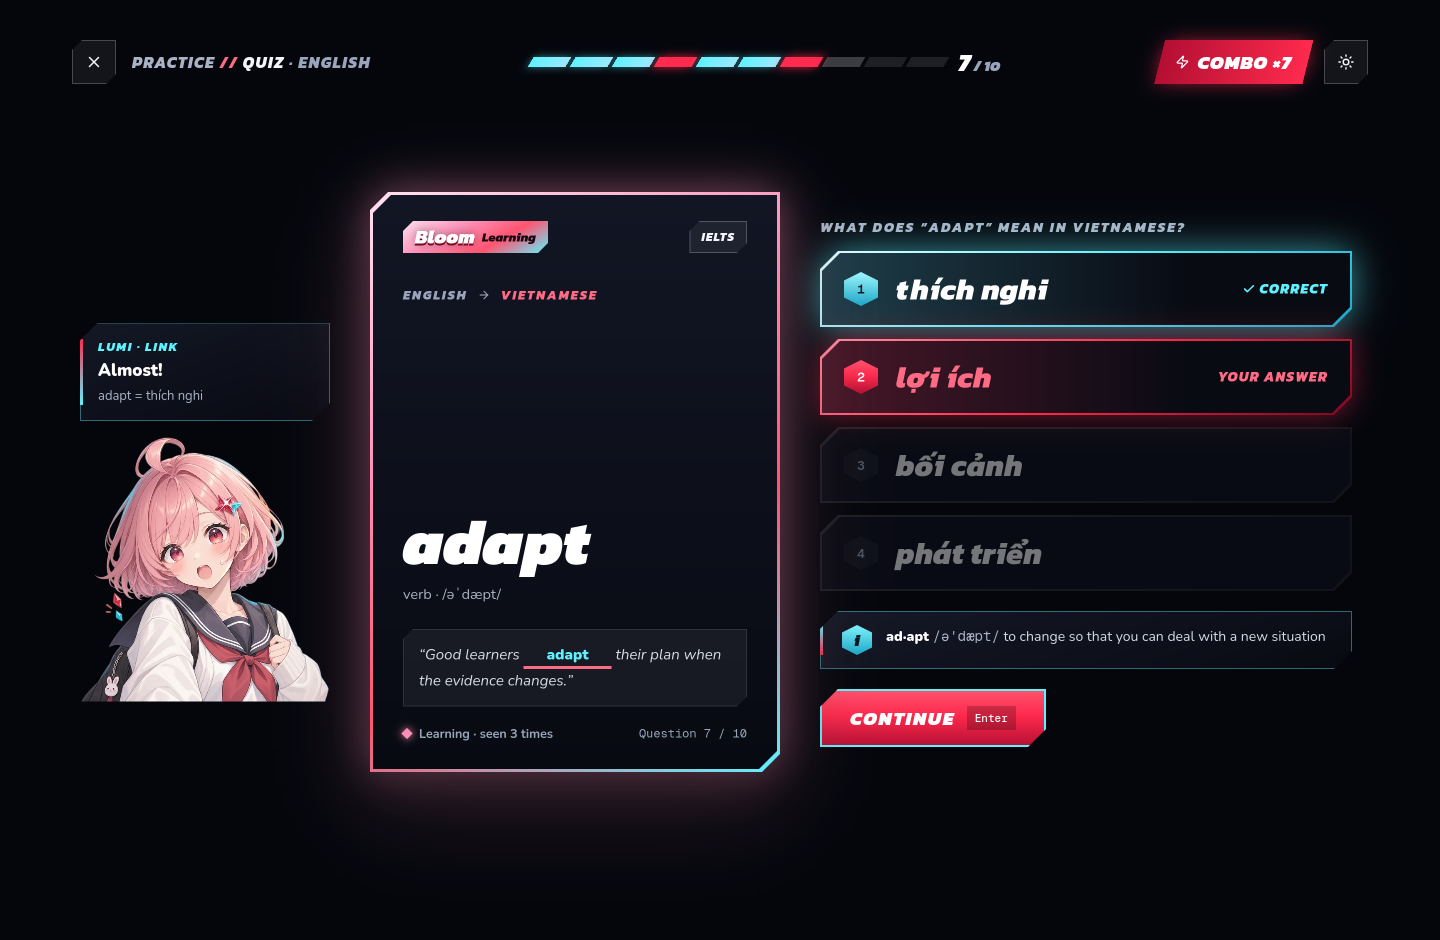 PRACTICE // QUIZ · ENGLISH
7 / 10
COMBO ×7
Bloom Learning
IELTS
ENGLISH → VIETNAMESE
adapt
verb · /əˈdæpt/
“Good learners adapt their plan when
the evidence changes.”
Learning · seen 3 times
Question 7 / 10
LUMI · LINK
Almost!
adapt = thích nghi
WHAT DOES “ADAPT” MEAN IN VIETNAMESE?
1 thích nghi ✓ CORRECT
2 lợi ích YOUR ANSWER
3 bối cảnh
4 phát triển
i ad·apt /əˈdæpt/ to change so that you can deal with a new situation
CONTINUE Enter